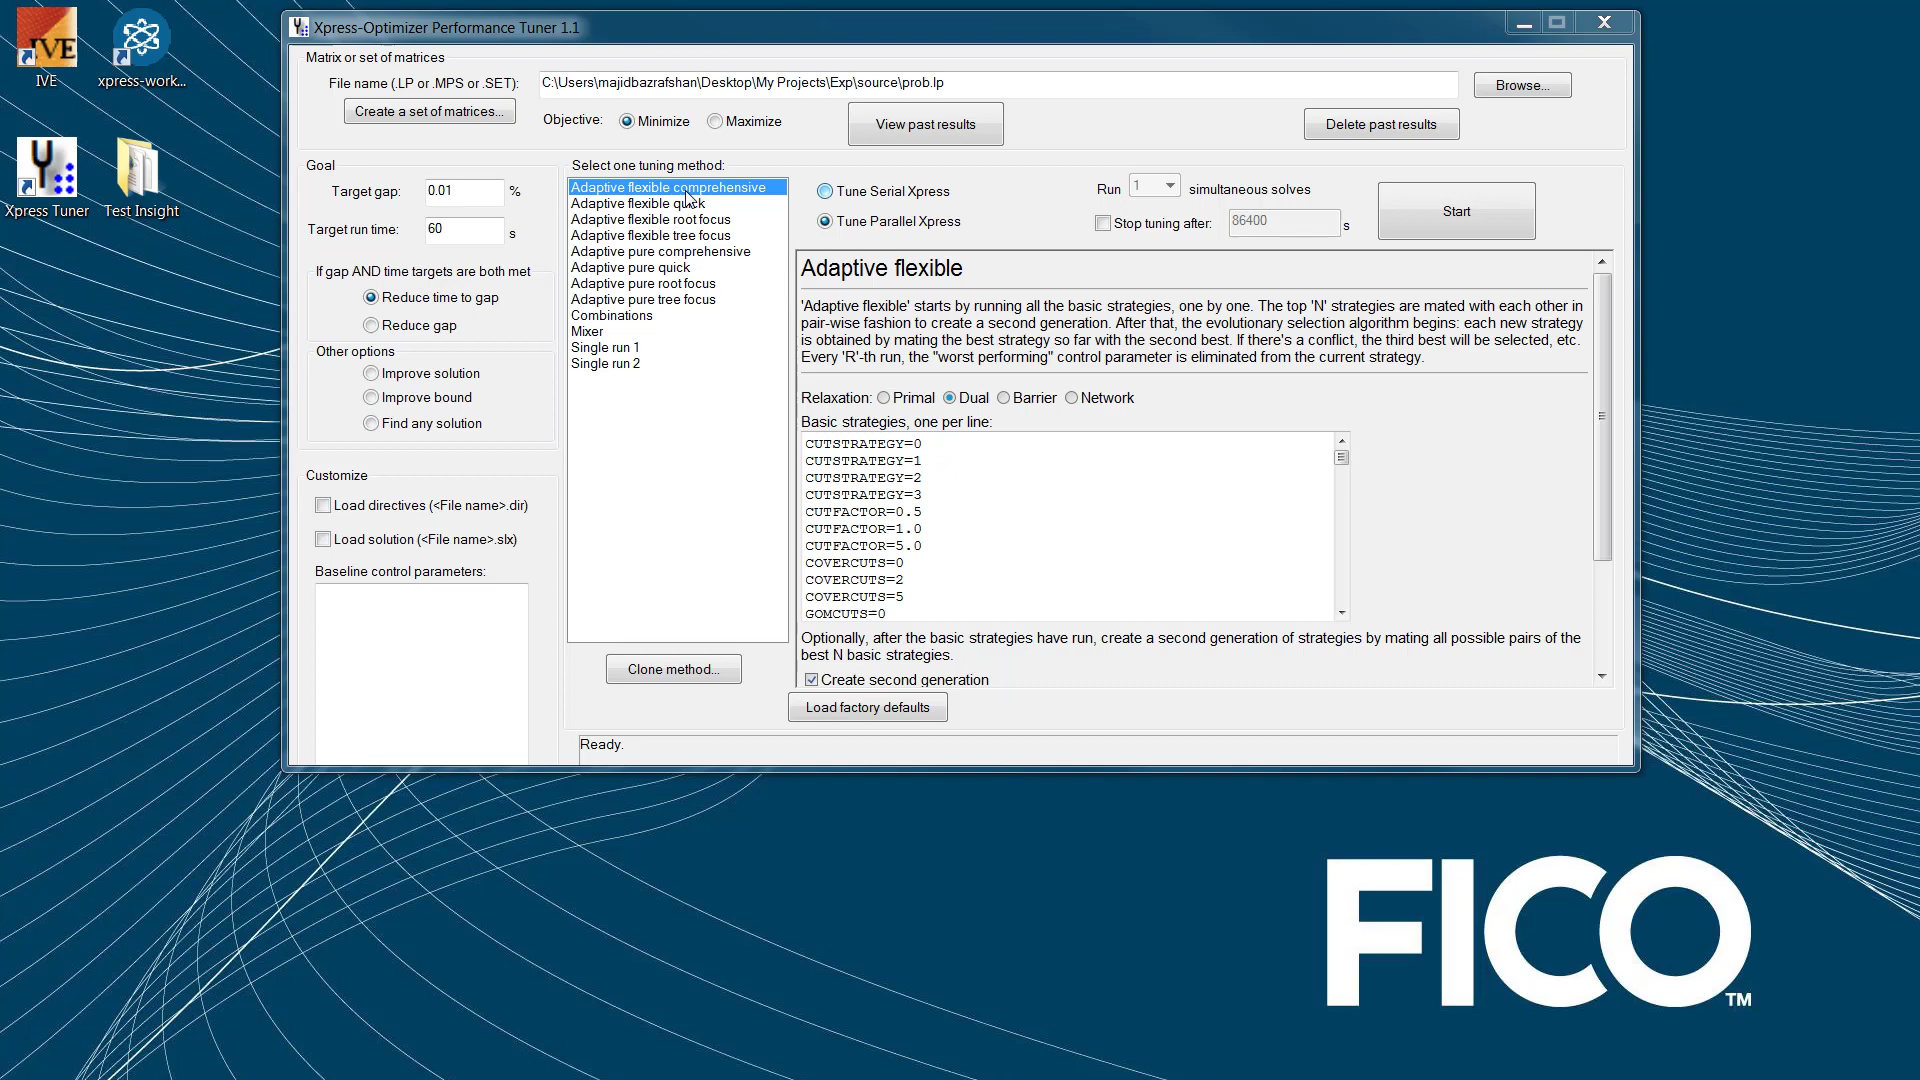 IVE
IVE
xpress-work...
Xpress Tuner
Test Insight
Xpress-Optimizer Performance Tuner 1.1
Matrix or set of matrices
File name (.LP or .MPS or .SET):
C:\Users\majidbazrafshan\Desktop\My Projects\Exp\source\prob.lp
Browse...
Create a set of matrices...
Objective:
Minimize
Maximize
View past results
Delete past results
Goal
Target gap:
0.01
%
Target run time:
60
s
If gap AND time targets are both met
Reduce time to gap
Reduce gap
Other options
Improve solution
Improve bound
Find any solution
Customize
Load directives (<File name>.dir)
Load solution (<File name>.slx)
Baseline control parameters:
Select one tuning method:
Adaptive flexible comprehensive
Adaptive flexible quick
Adaptive flexible root focus
Adaptive flexible tree focus
Adaptive pure comprehensive
Adaptive pure quick
Adaptive pure root focus
Adaptive pure tree focus
Combinations
Mixer
Single run 1
Single run 2
Clone method...
Tune Serial Xpress
Tune Parallel Xpress
Run
1
simultaneous solves
Stop tuning after:
86400
s
Start
Adaptive flexible
'Adaptive flexible' starts by running all the basic strategies, one by one. The top 'N' strategies are mated with each other in
pair-wise fashion to create a second generation. After that, the evolutionary selection algorithm begins: each new strategy
is obtained by mating the best strategy so far with the second best. If there's a conflict, the third best will be selected, etc.
Every 'R'-th run, the "worst performing" control parameter is eliminated from the current strategy.
Relaxation:
Primal
Dual
Barrier
Network
Basic strategies, one per line:
CUTSTRATEGY=0
CUTSTRATEGY=1
CUTSTRATEGY=2
CUTSTRATEGY=3
CUTFACTOR=0.5
CUTFACTOR=1.0
CUTFACTOR=5.0
COVERCUTS=0
COVERCUTS=2
COVERCUTS=5
GOMCUTS=0
Optionally, after the basic strategies have run, create a second generation of strategies by mating all possible pairs of the
best N basic strategies.
Create second generation
Load factory defaults
Ready.
FICO
TM